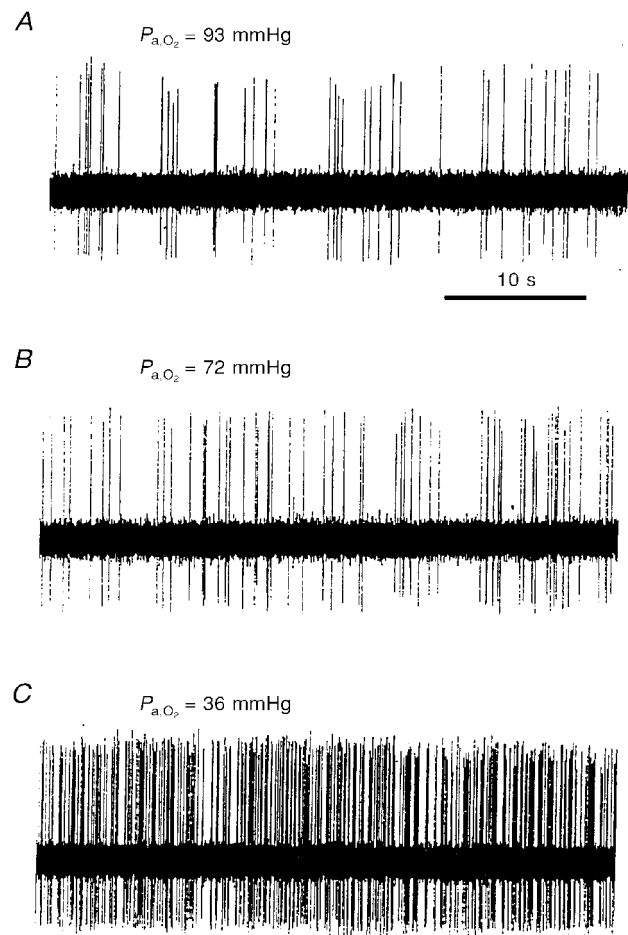 A
Pa,O₂ = 93 mmHg
10 s
B
Pa,O₂ = 72 mmHg
C
Pa,O₂ = 36 mmHg